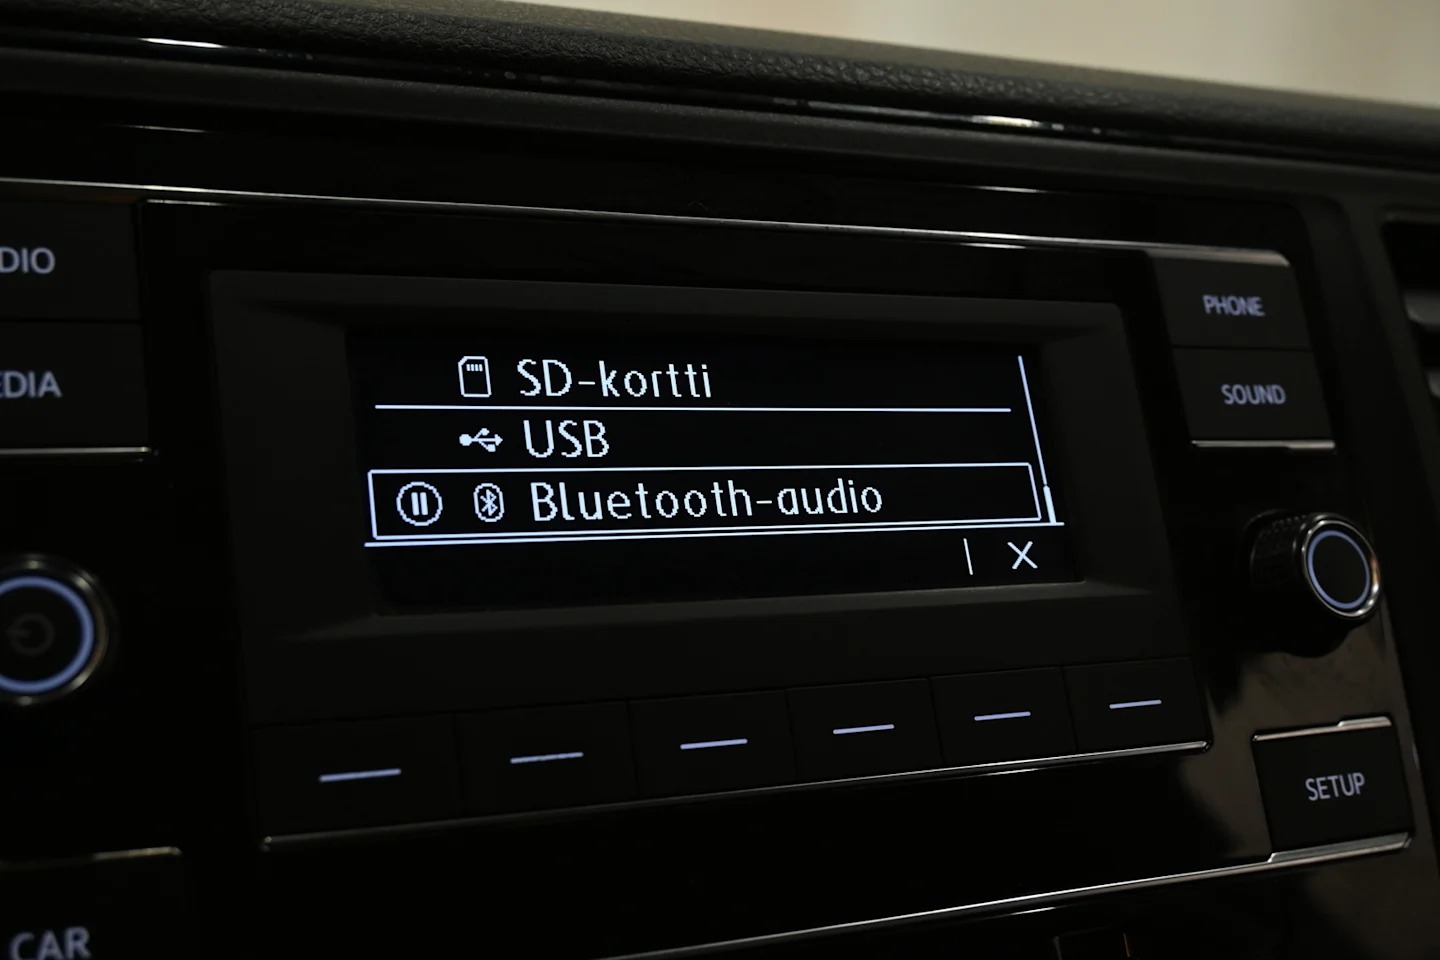 DIO
EDIA
SD-kortti
USB
Bluetooth-audio
X
PHONE
SOUND
SETUP
CAR